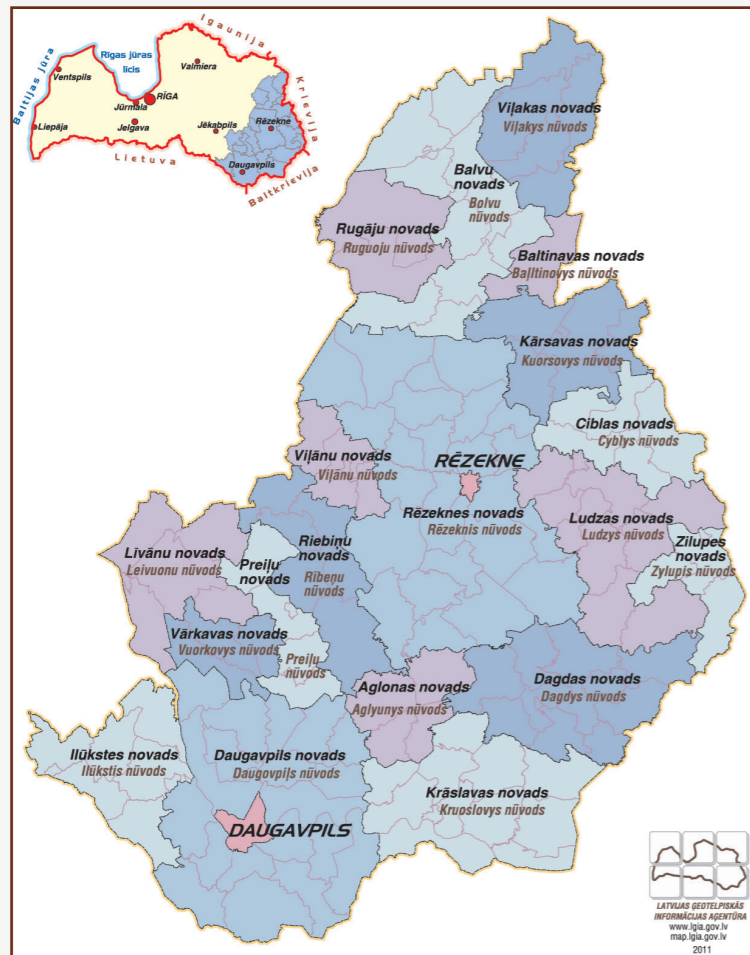 Igaunija
Baltijas jūra
Rīgas jūras
līcis
Krievija
Ventspils
Valmiera
RĪGA
Jūrmala
Liepāja
Jelgava
Jēkabpils
Rēzekne
Lietuva
Daugavpils
Baltkrievija
Viļakas novads
Viļakys nūvods
Balvu
novads
Bolvu
nūvods
Rugāju novads
Ruguoju nūvods
Baltinavas novads
Baļtinovys nūvods
Kārsavas novads
Kuorsovys nūvods
Ciblas novads
Cyblys nūvods
Viļānu novads
Viļānu nūvods
RĒZEKNE
Rēzeknes novads
Rēzeknis nūvods
Ludzas novads
Ludzys nūvods
Zilupes
novads
Zylupis nūvods
Līvānu novads
Leivuonu nūvods
Riebiņu
novads
Ribeņu
nūvods
Preiļu
novads
Preiļu
nūvods
Vārkavas novads
Vuorkovys nūvods
Aglonas novads
Aglyunys nūvods
Dagdas novads
Dagdys nūvods
Ilūkstes novads
Ilūkstis nūvods
Daugavpils novads
Daugovpiļs nūvods
Krāslavas novads
Kruoslovys nūvods
DAUGAVPILS
LATVIJAS ĢEOTELPISKĀS
INFORMĀCIJAS AĢENTŪRA
www.lgia.gov.lv
map.lgia.gov.lv
2011